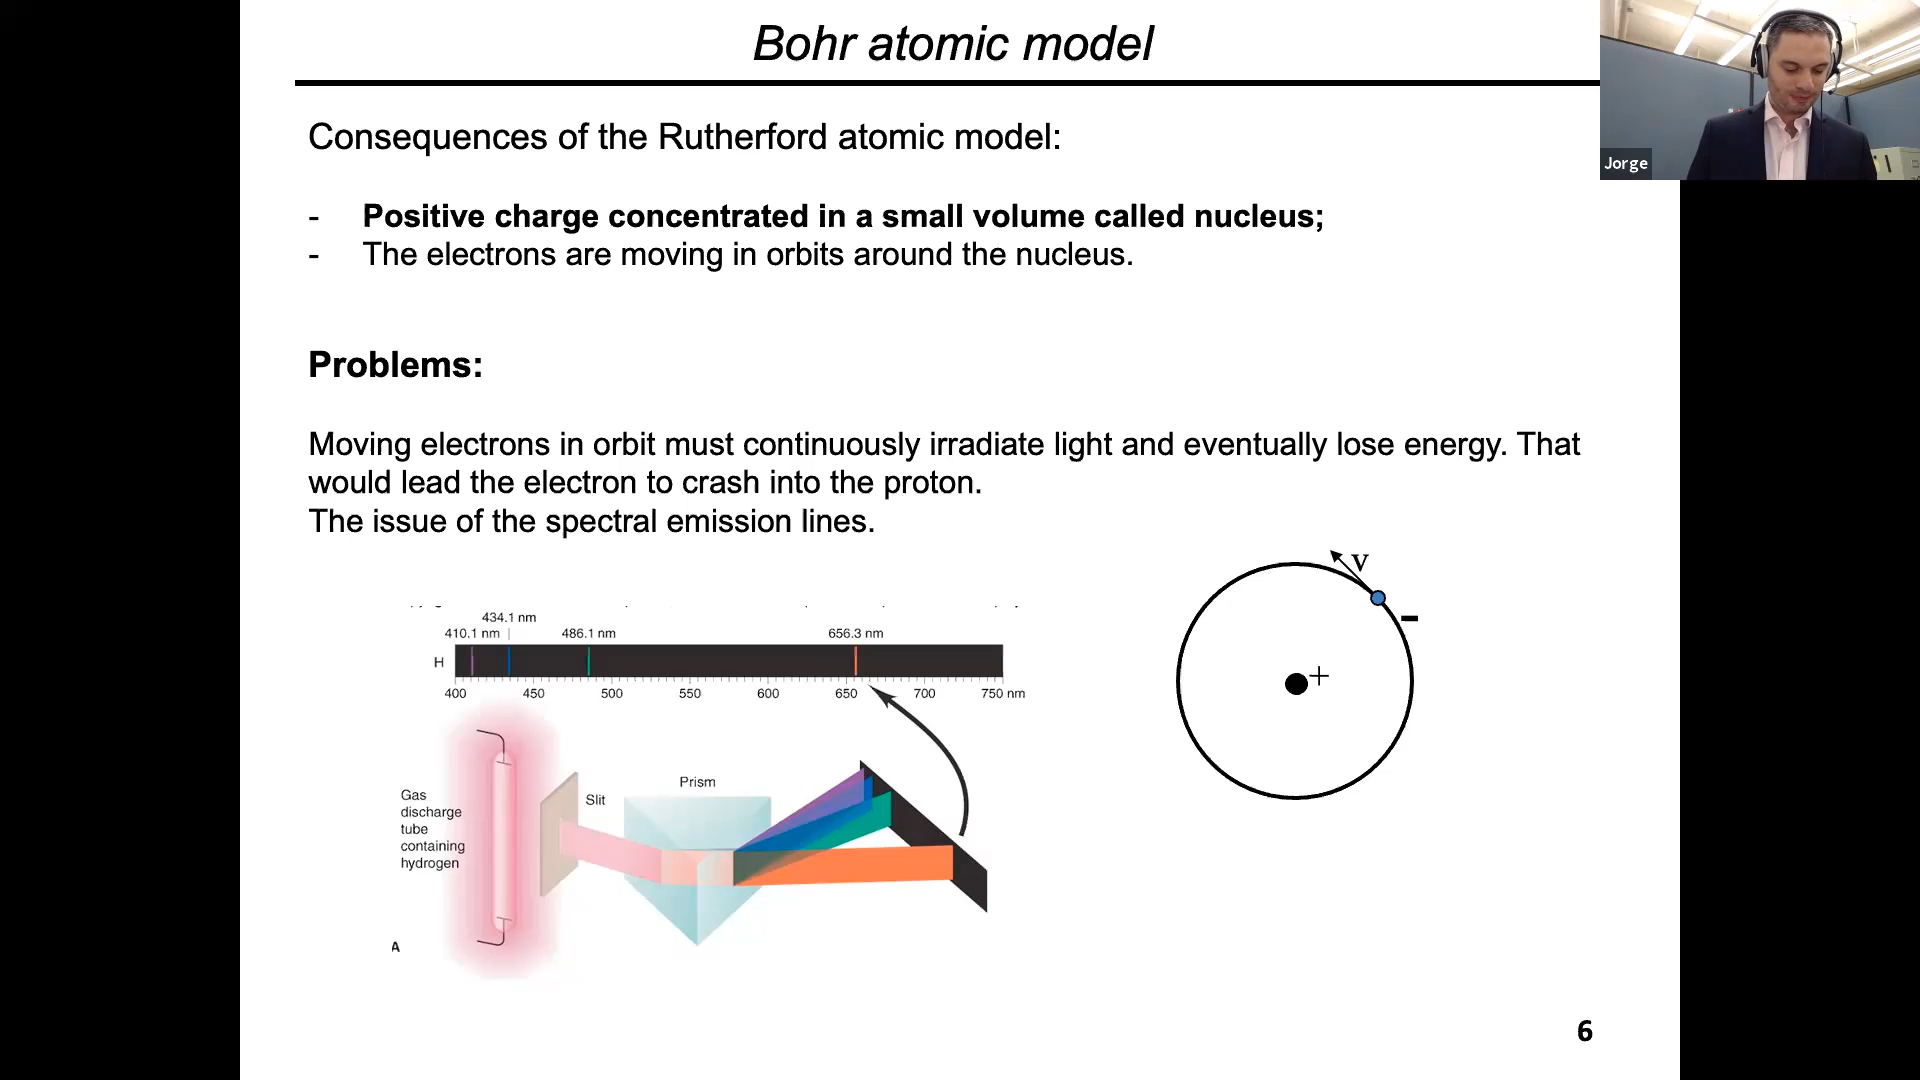 Bohr atomic model
Jorge
Consequences of the Rutherford atomic model:
- Positive charge concentrated in a small volume called nucleus;
- The electrons are moving in orbits around the nucleus.
Problems:
Moving electrons in orbit must continuously irradiate light and eventually lose energy. That
would lead the electron to crash into the proton.
The issue of the spectral emission lines.
434.1 nm
410.1 nm | 486.1 nm 656.3 nm
H
400 450 500 550 600 650 700 750 nm
Gas
discharge
tube
containing
hydrogen
Slit
Prism
A
v
-
+
6